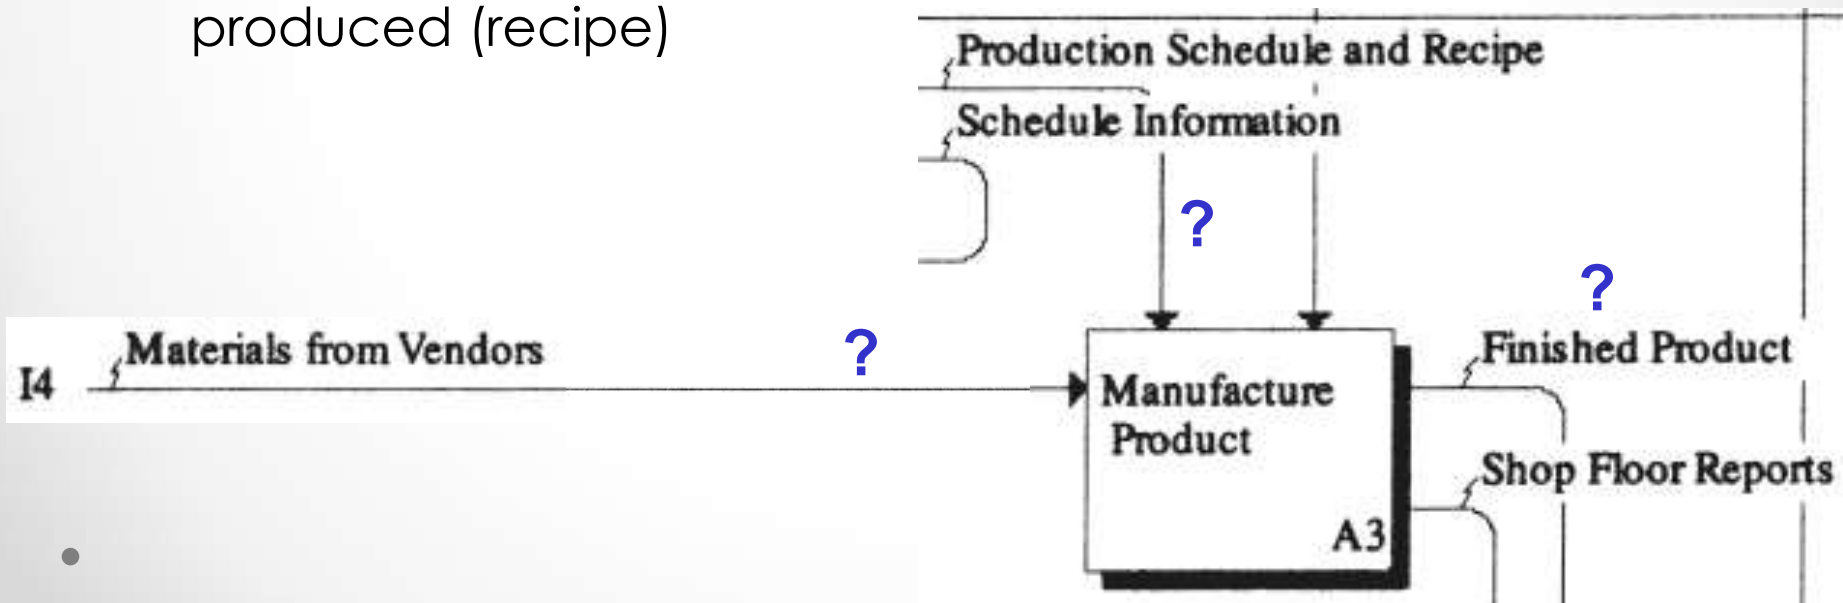 produced (recipe)
Production Schedule and Recipe
Schedule Information
?
?
Materials from Vendors
?
Finished Product
I4
Manufacture
Product
Shop Floor Reports
A3